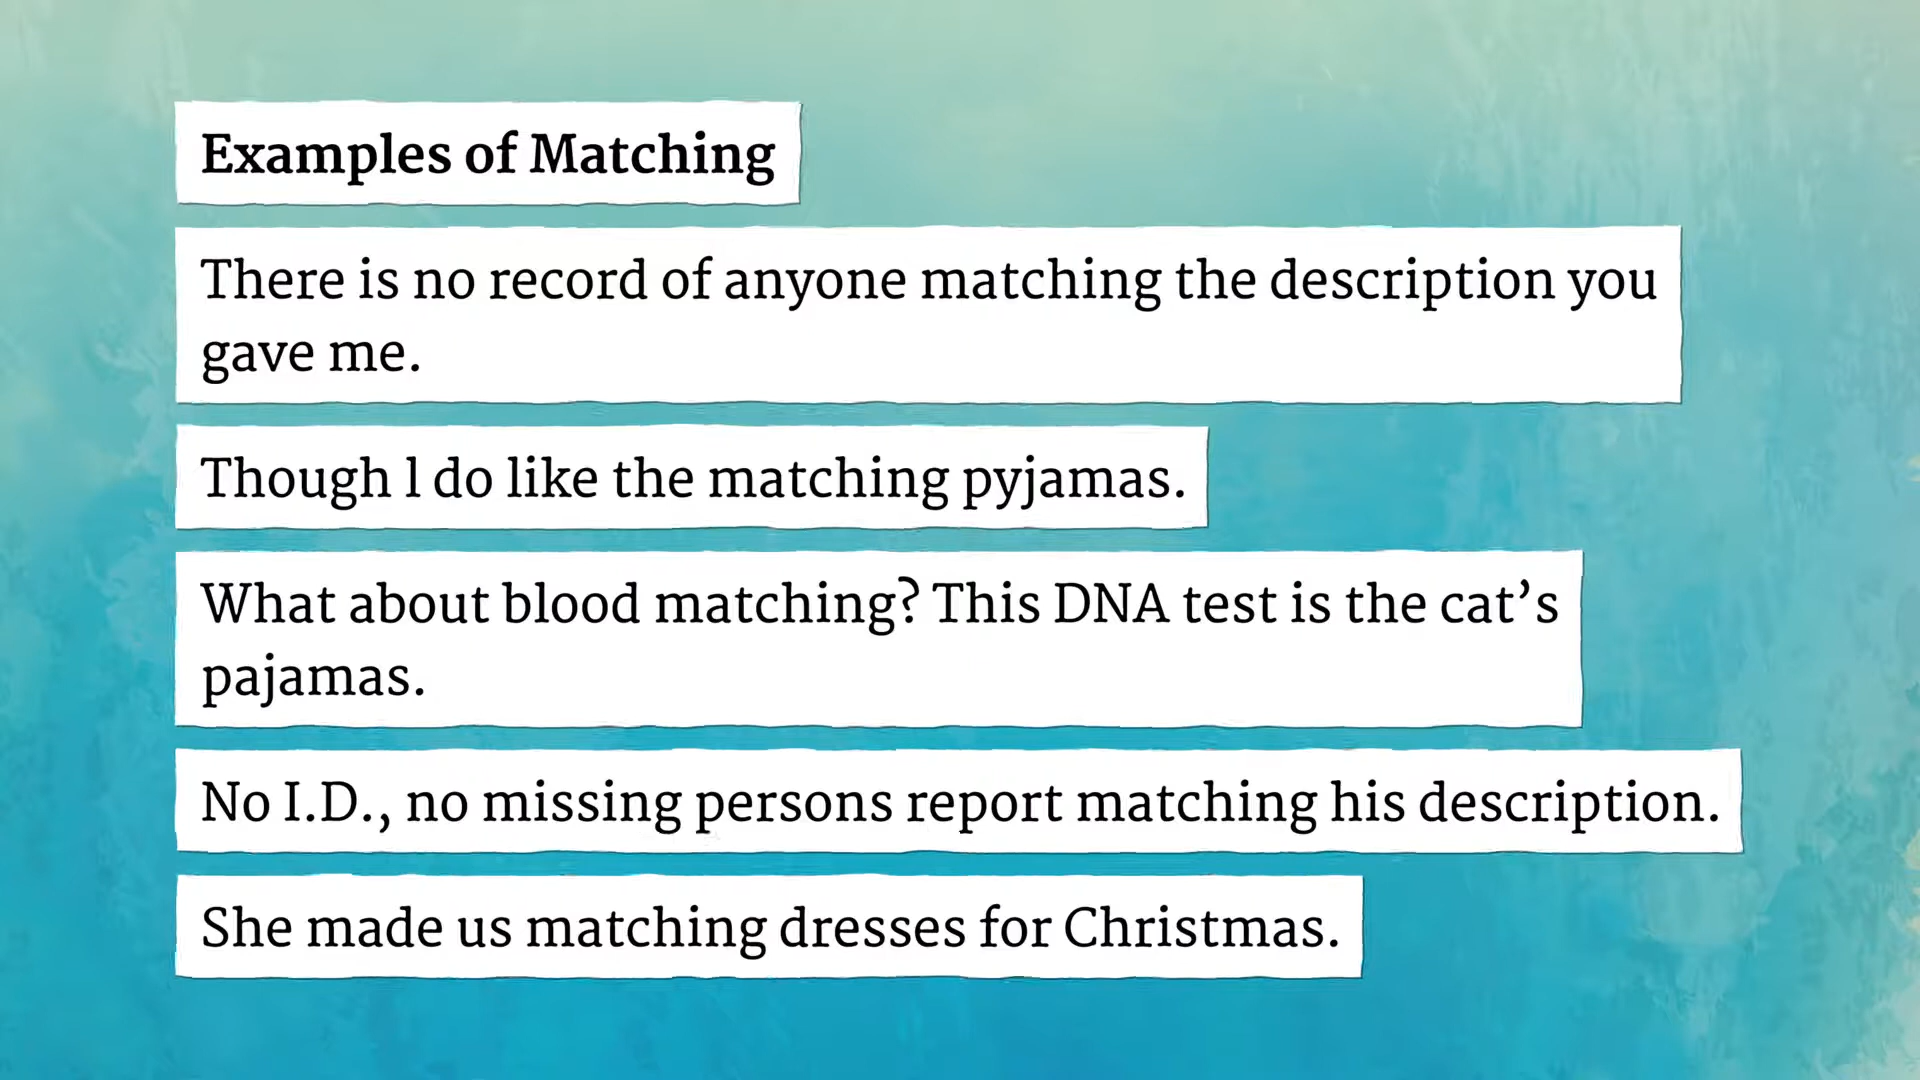 Examples of Matching
There is no record of anyone matching the description you
gave me.
Though l do like the matching pyjamas.
What about blood matching? This DNA test is the cat’s
pajamas.
No I.D., no missing persons report matching his description.
She made us matching dresses for Christmas.